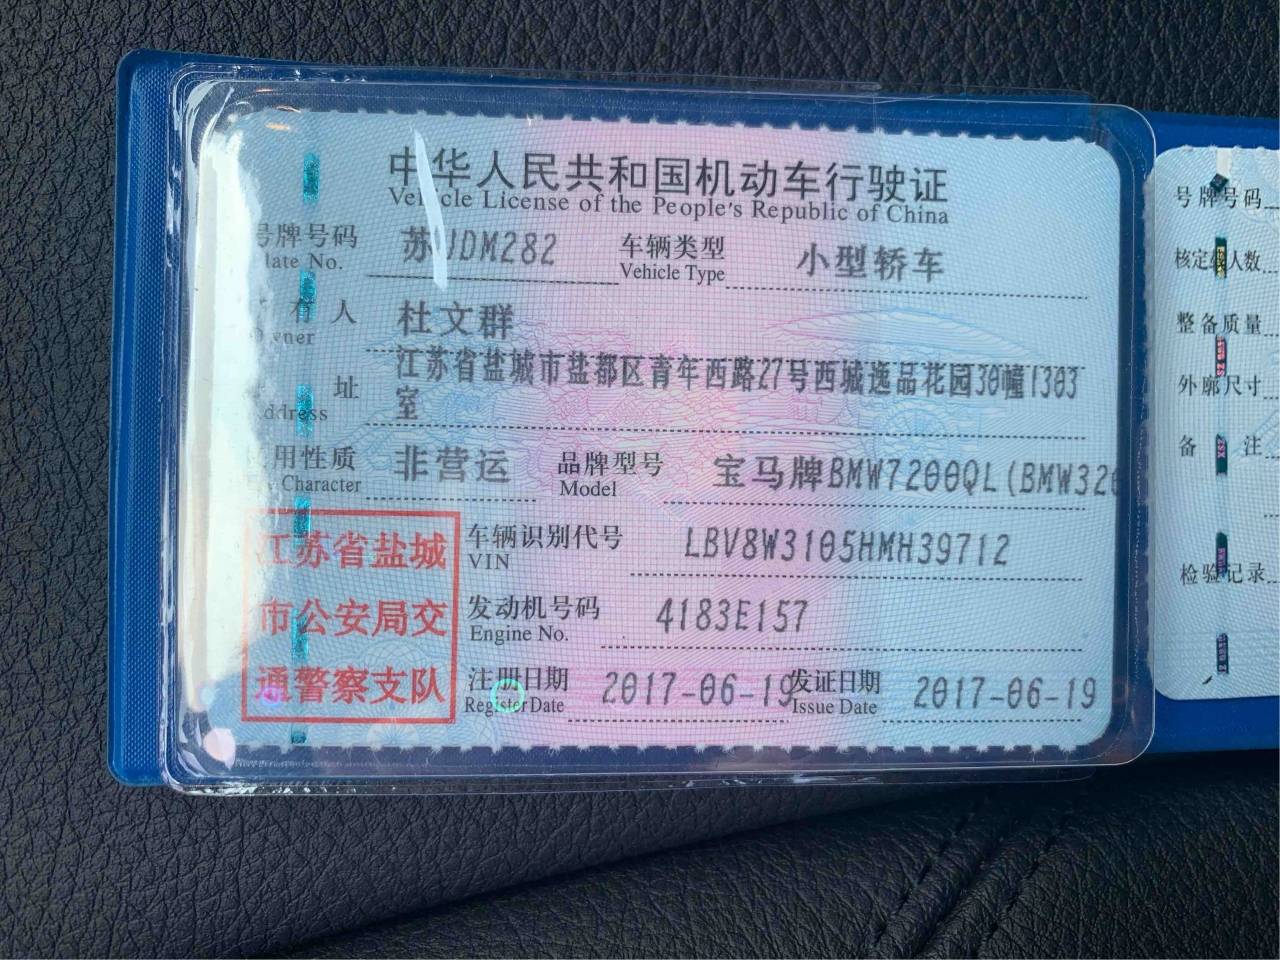 中华人民共和国机动车行驶证
Vehicle License of the People's Republic of China
号牌号码 苏JDM282 车辆类型 小型轿车
Plate No. Vehicle Type
有人 杜文群
Owner
址 江苏省盐城市盐都区青年西路27号西城逸品花园30幢1303
Address 室
用性质 非营运 品牌型号 宝马牌BMW7200QL(BMW320
Character Model
江苏省盐城
市公安局交
通警察支队
车辆识别代号 LBV8W3105HMH39712
VIN
发动机号码 4183E157
Engine No.
注册日期 2017-06-19 发证日期 2017-06-19
Register Date Issue Date
号牌号码
核定人数
整备质量
外廓尺寸
备注
检验记录